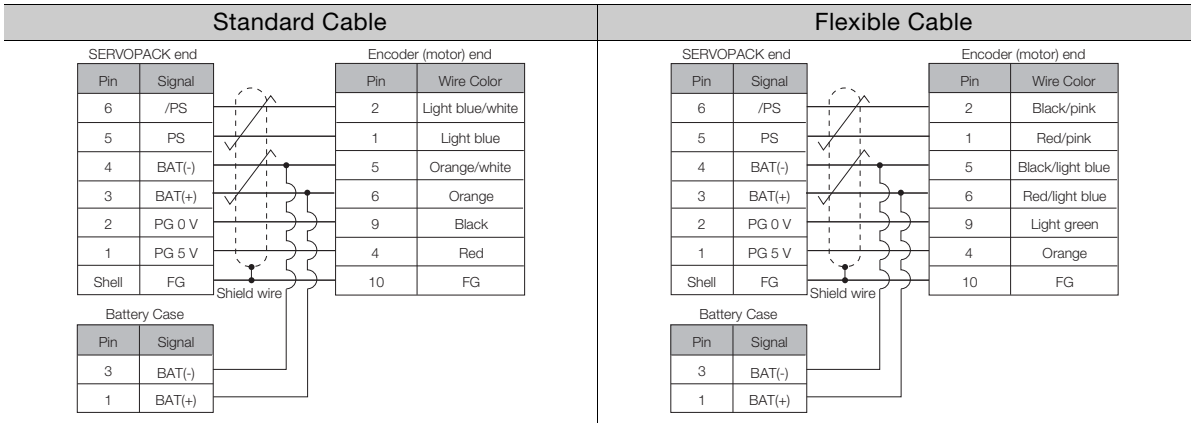 Standard Cable
SERVOPACK end
Encoder (motor) end
Pin Signal
Pin Wire Color
6 /PS
2 Light blue/white
5 PS
1 Light blue
4 BAT(-)
5 Orange/white
3 BAT(+)
6 Orange
2 PG 0 V
9 Black
1 PG 5 V
4 Red
Shell FG
10 FG
Shield wire
Battery Case
Pin Signal
3 BAT(-)
1 BAT(+)
Flexible Cable
SERVOPACK end
Encoder (motor) end
Pin Signal
Pin Wire Color
6 /PS
2 Black/pink
5 PS
1 Red/pink
4 BAT(-)
5 Black/light blue
3 BAT(+)
6 Red/light blue
2 PG 0 V
9 Light green
1 PG 5 V
4 Orange
Shell FG
10 FG
Shield wire
Battery Case
Pin Signal
3 BAT(-)
1 BAT(+)